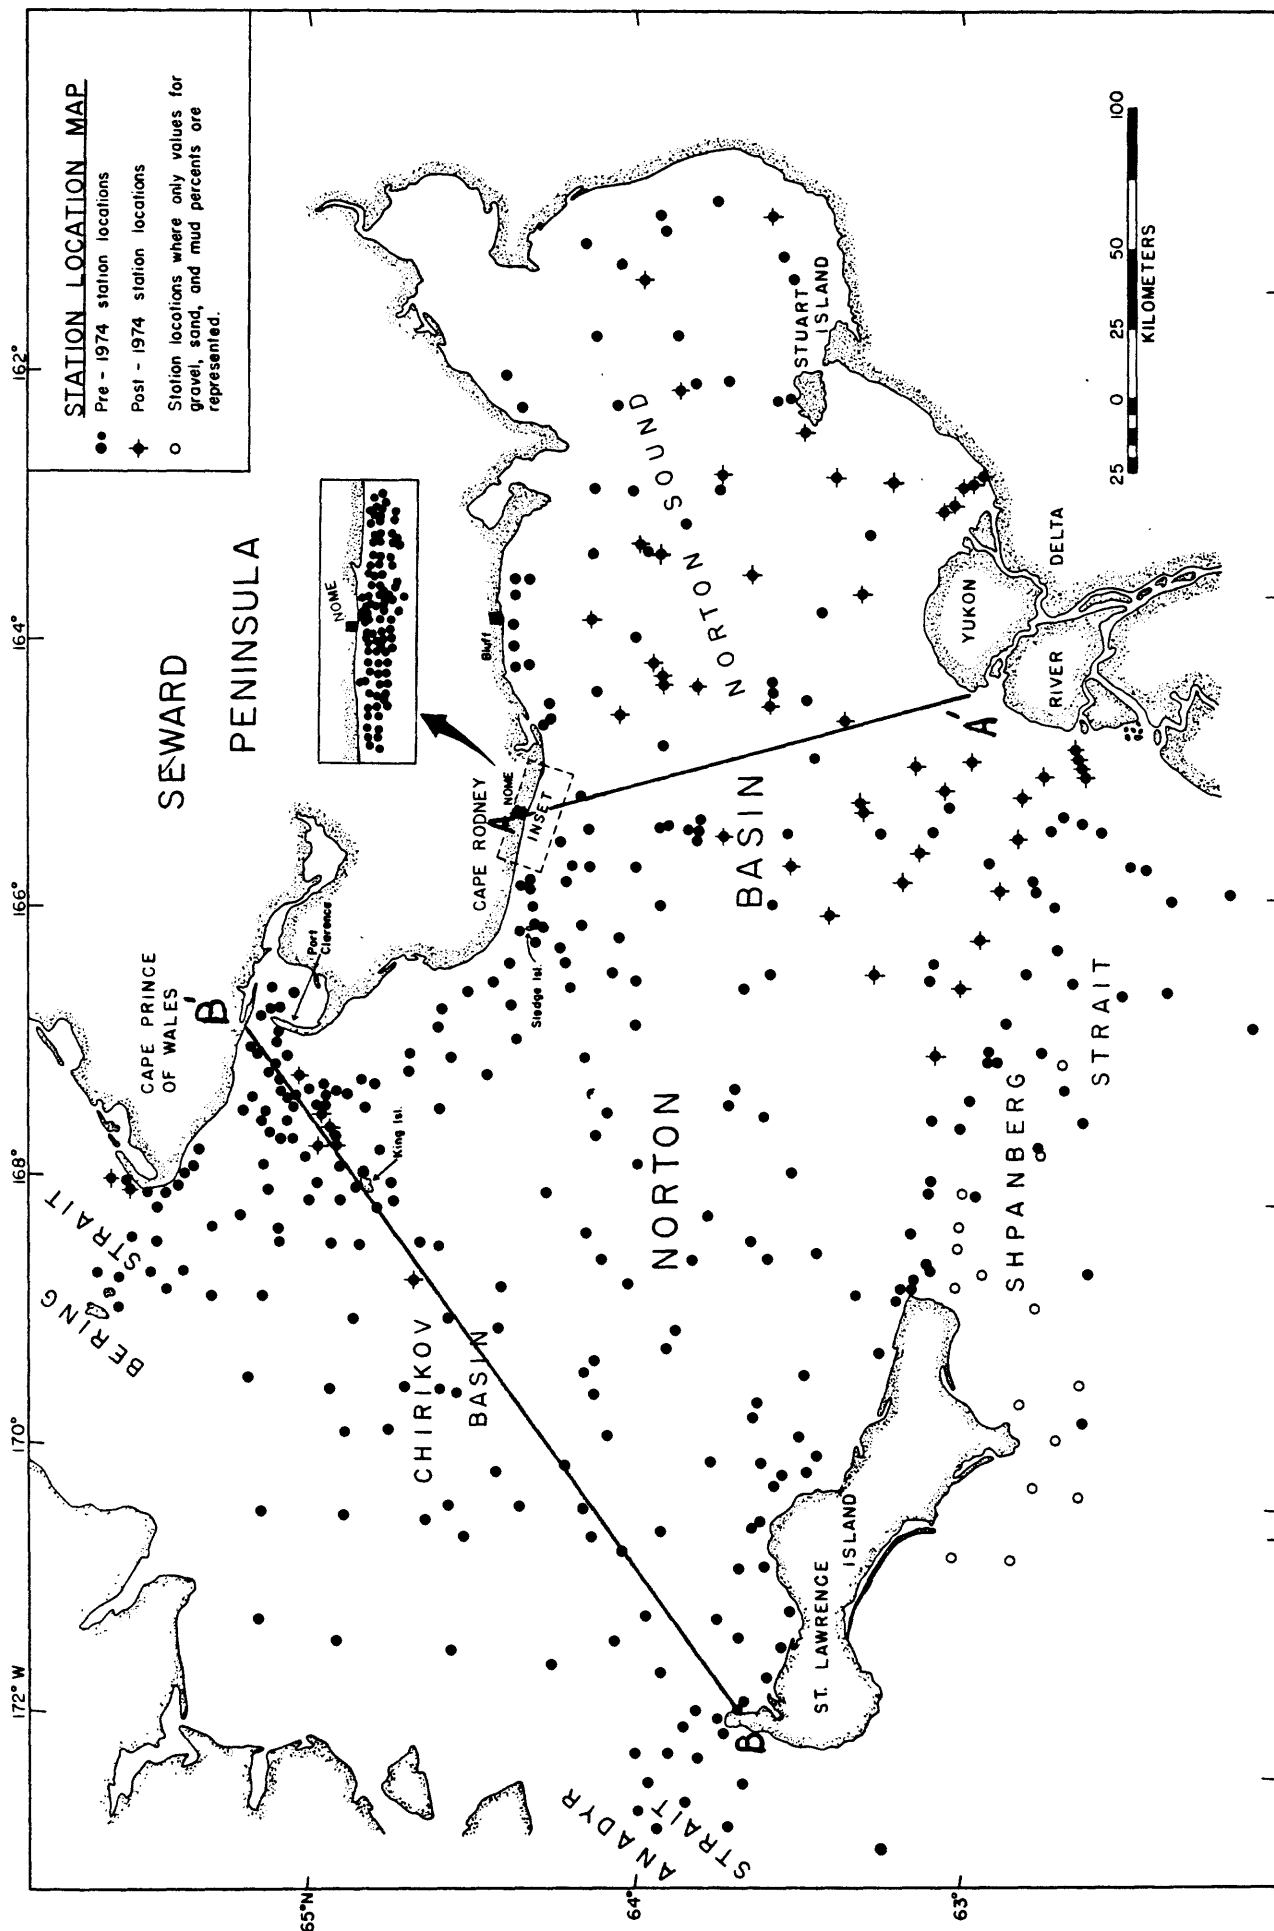 STATION LOCATION MAP
Pre - 1974 station locations
Post - 1974 station locations
Station locations where only values for
gravel, sand, and mud percents are
represented.
172° W
170°
168°
166°
164°
162°
65°N
64°
63°
BERING
STRAIT
CAPE PRINCE
OF WALES
B'
Port
Clarence
SEWARD
PENINSULA
NOME
CAPE RODNEY
A
NOME
INSET
Bluff
Sledge Isl.
King Isl.
CHIRIKOV
BASIN
NORTON
BASIN
NORTON SOUND
STUART
ISLAND
YUKON
RIVER
DELTA
A'
ANADYR
STRAIT
B
ST. LAWRENCE
ISLAND
SHPANBERG
STRAIT
25 0 25 50 100
KILOMETERS